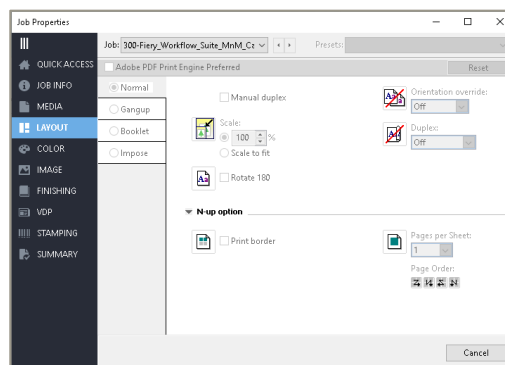 Job Properties
Job: 300-Fiery_Workflow_Suite_MnM_Cz
Presets:
Adobe PDF Print Engine Preferred
Reset
QUICK ACCESS
JOB INFO
MEDIA
LAYOUT
COLOR
IMAGE
FINISHING
VDP
STAMPING
SUMMARY
Normal
Gangup
Booklet
Impose
Manual duplex
Scale:
100 %
Scale to fit
Rotate 180
Orientation override:
Off
Duplex:
Off
N-up option
Print border
Pages per Sheet:
1
Page Order:
Cancel